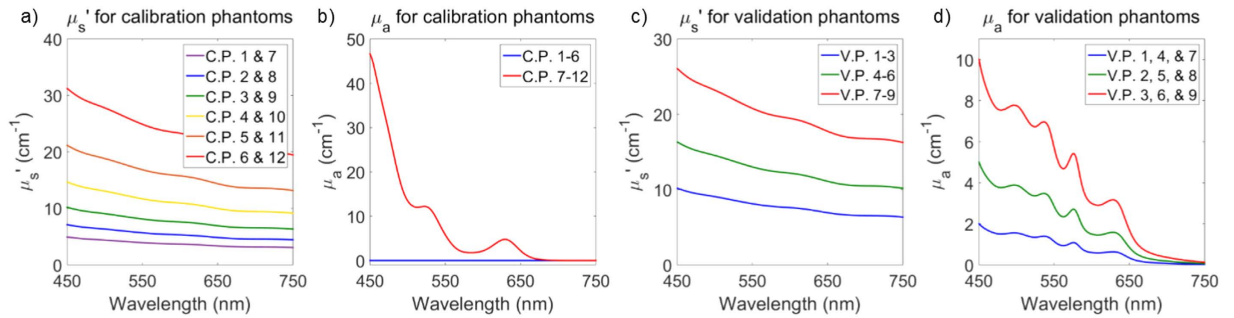 a)
μs' for calibration phantoms
40
30
20
10
0
450
550
650
750
μs' (cm-1)
Wavelength (nm)
C.P. 1 & 7
C.P. 2 & 8
C.P. 3 & 9
C.P. 4 & 10
C.P. 5 & 11
C.P. 6 & 12
b)
μa for calibration phantoms
50
40
30
20
10
0
450
550
650
750
μa (cm-1)
Wavelength (nm)
C.P. 1-6
C.P. 7-12
c)
μs' for validation phantoms
30
20
10
0
450
550
650
750
μs' (cm-1)
Wavelength (nm)
V.P. 1-3
V.P. 4-6
V.P. 7-9
d)
μa for validation phantoms
10
8
6
4
2
0
450
550
650
750
μa (cm-1)
Wavelength (nm)
V.P. 1, 4, & 7
V.P. 2, 5, & 8
V.P. 3, 6, & 9